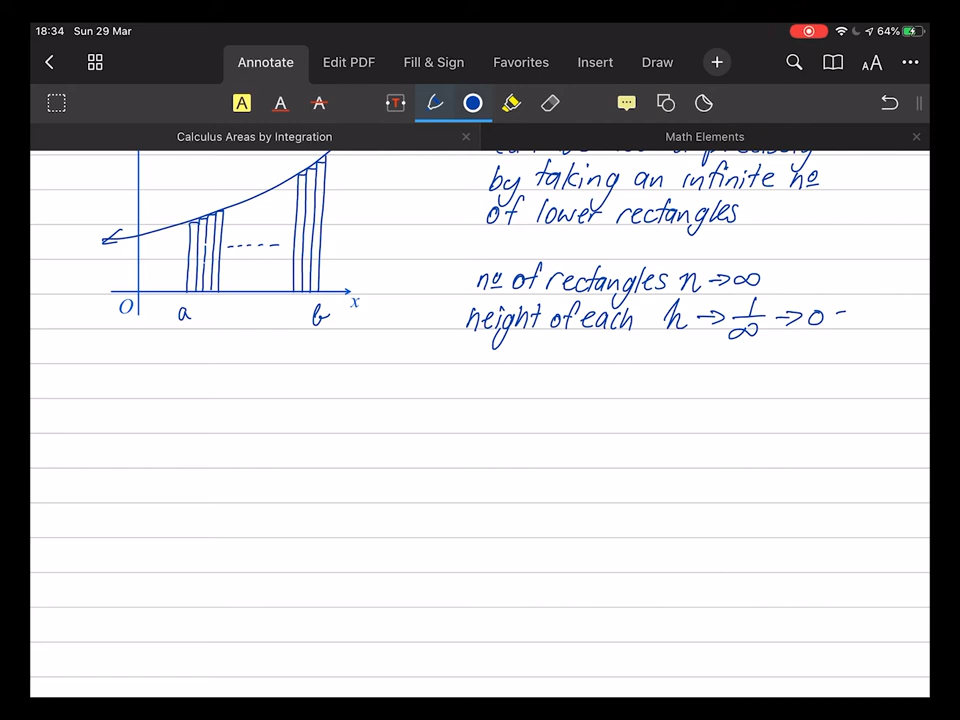 18:34 Sun 29 Mar 64%
Annotate Edit PDF Fill & Sign Favorites Insert Draw
Calculus Areas by Integration Math Elements
by taking an infinite nº
of lower rectangles
nº of rectangles n → ∞
height of each h → 1/∞ → 0 -
O a b x